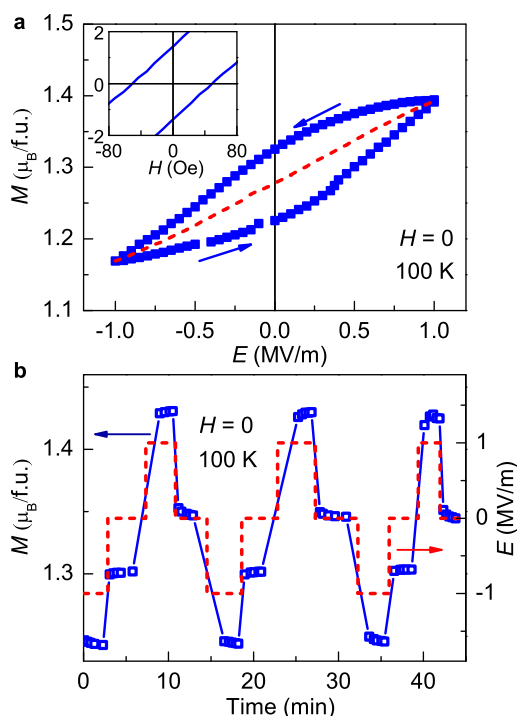 a
1.5
1.4
1.3
1.2
1.1
M (μB/f.u.)
2
0
-2
-80
0
80
H (Oe)
H = 0
100 K
-1.0
-0.5
0.0
0.5
1.0
E (MV/m)
b
1.4
1.3
M (μB/f.u.)
H = 0
100 K
1
0
-1
E (MV/m)
0
10
20
30
40
Time (min)